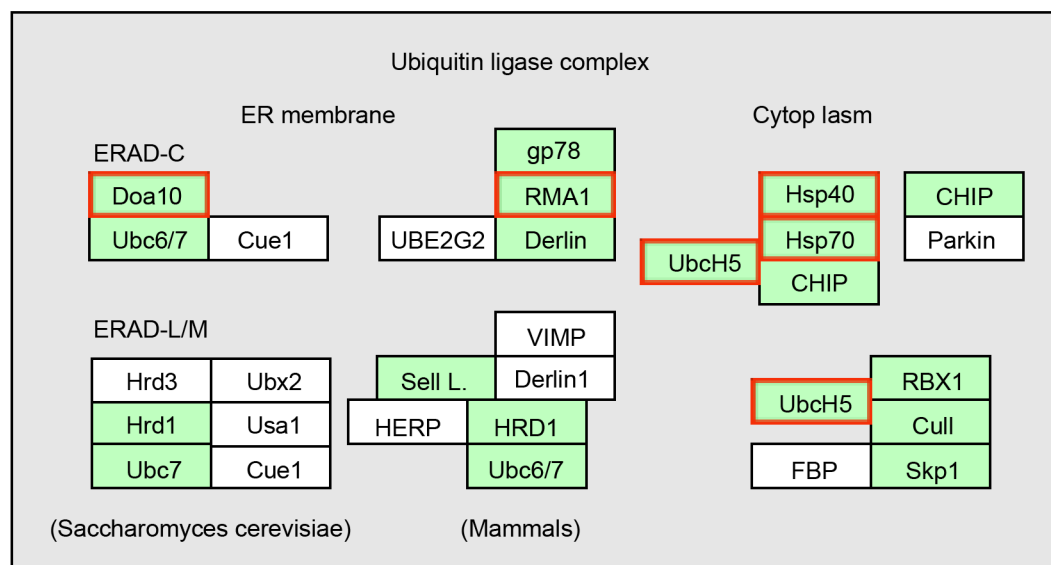 Ubiquitin ligase complex
ER membrane
Cytop lasm
ERAD-C
Doa10
Ubc6/7
Cue1
gp78
RMA1
UBE2G2
Derlin
Hsp40
Hsp70
UbcH5
CHIP
CHIP
Parkin
ERAD-L/M
Hrd3
Ubx2
Hrd1
Usa1
Ubc7
Cue1
VIMP
Sell L.
Derlin1
HERP
HRD1
Ubc6/7
UbcH5
RBX1
Cull
FBP
Skp1
(Saccharomyces cerevisiae)
(Mammals)